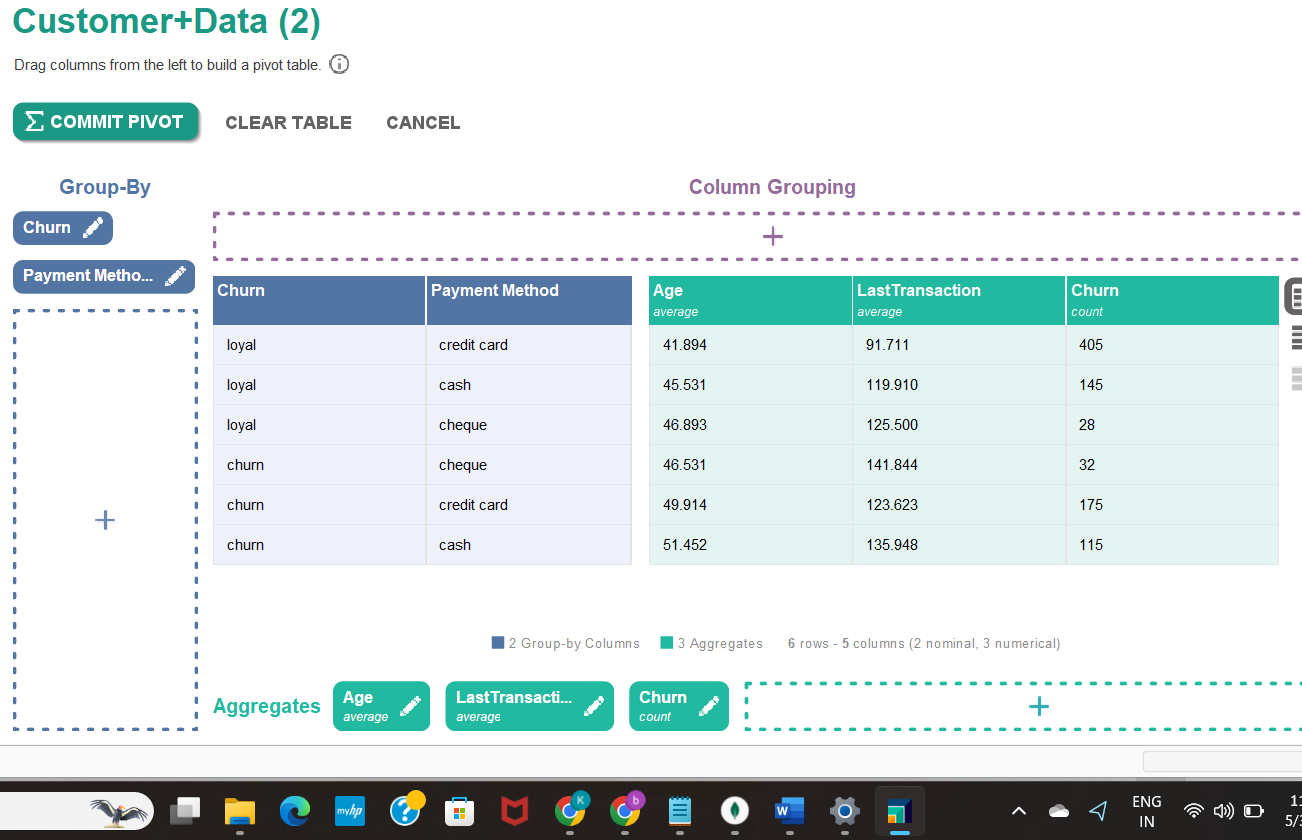 Customer+Data (2)
Drag columns from the left to build a pivot table.
COMMIT PIVOT CLEAR TABLE CANCEL
Group-By Column Grouping
Churn
Payment Metho...
Churn Payment Method Age LastTransaction Churn
average average count
loyal credit card 41.894 91.711 405
loyal cash 45.531 119.910 145
loyal cheque 46.893 125.500 28
churn cheque 46.531 141.844 32
churn credit card 49.914 123.623 175
churn cash 51.452 135.948 115
2 Group-by Columns 3 Aggregates 6 rows - 5 columns (2 nominal, 3 numerical)
Aggregates Age LastTransacti... Churn
average average count
myhp K b W ENG
IN 5/3